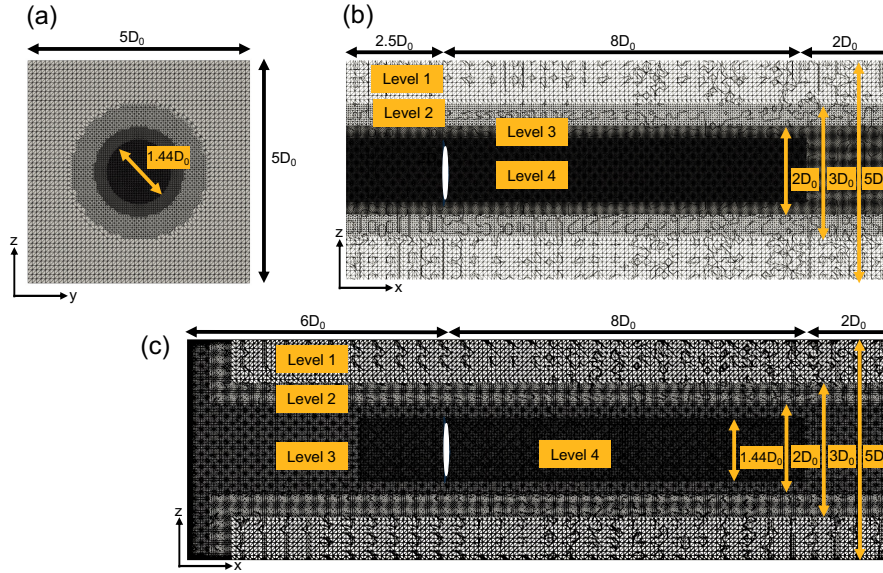 (a)
5D₀
5D₀
1.44D₀
z
y
(b)
2.5D₀
8D₀
2D₀
Level 1
Level 2
Level 3
Level 4
2D₀
3D₀
5D
z
x
(c)
6D₀
8D₀
2D₀
Level 1
Level 2
Level 3
Level 4
1.44D₀
2D₀
3D₀
5D
z
x